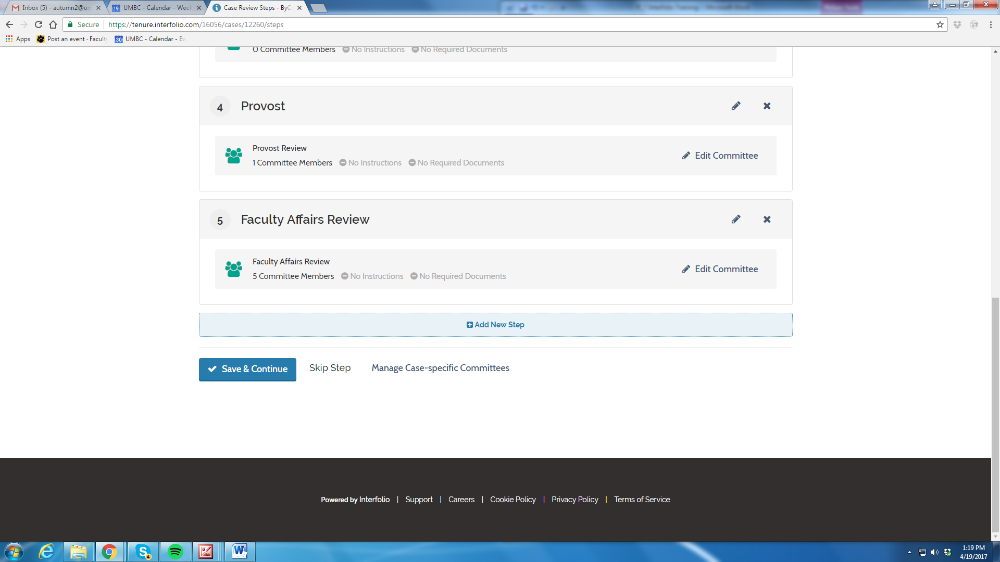 Inbox (5) - autumn2@um
UMBC - Calendar - Week
Case Review Steps - ByC
Secure https://tenure.interfolio.com/16056/cases/12260/steps
Apps Post an event · Faculty UMBC - Calendar - Ev
0 Committee Members No Instructions No Required Documents
4 Provost
Provost Review
1 Committee Members No Instructions No Required Documents
Edit Committee
5 Faculty Affairs Review
Faculty Affairs Review
5 Committee Members No Instructions No Required Documents
Edit Committee
Add New Step
Save & Continue Skip Step Manage Case-specific Committees
Powered by Interfolio | Support | Careers | Cookie Policy | Privacy Policy | Terms of Service
1:19 PM
4/19/2017